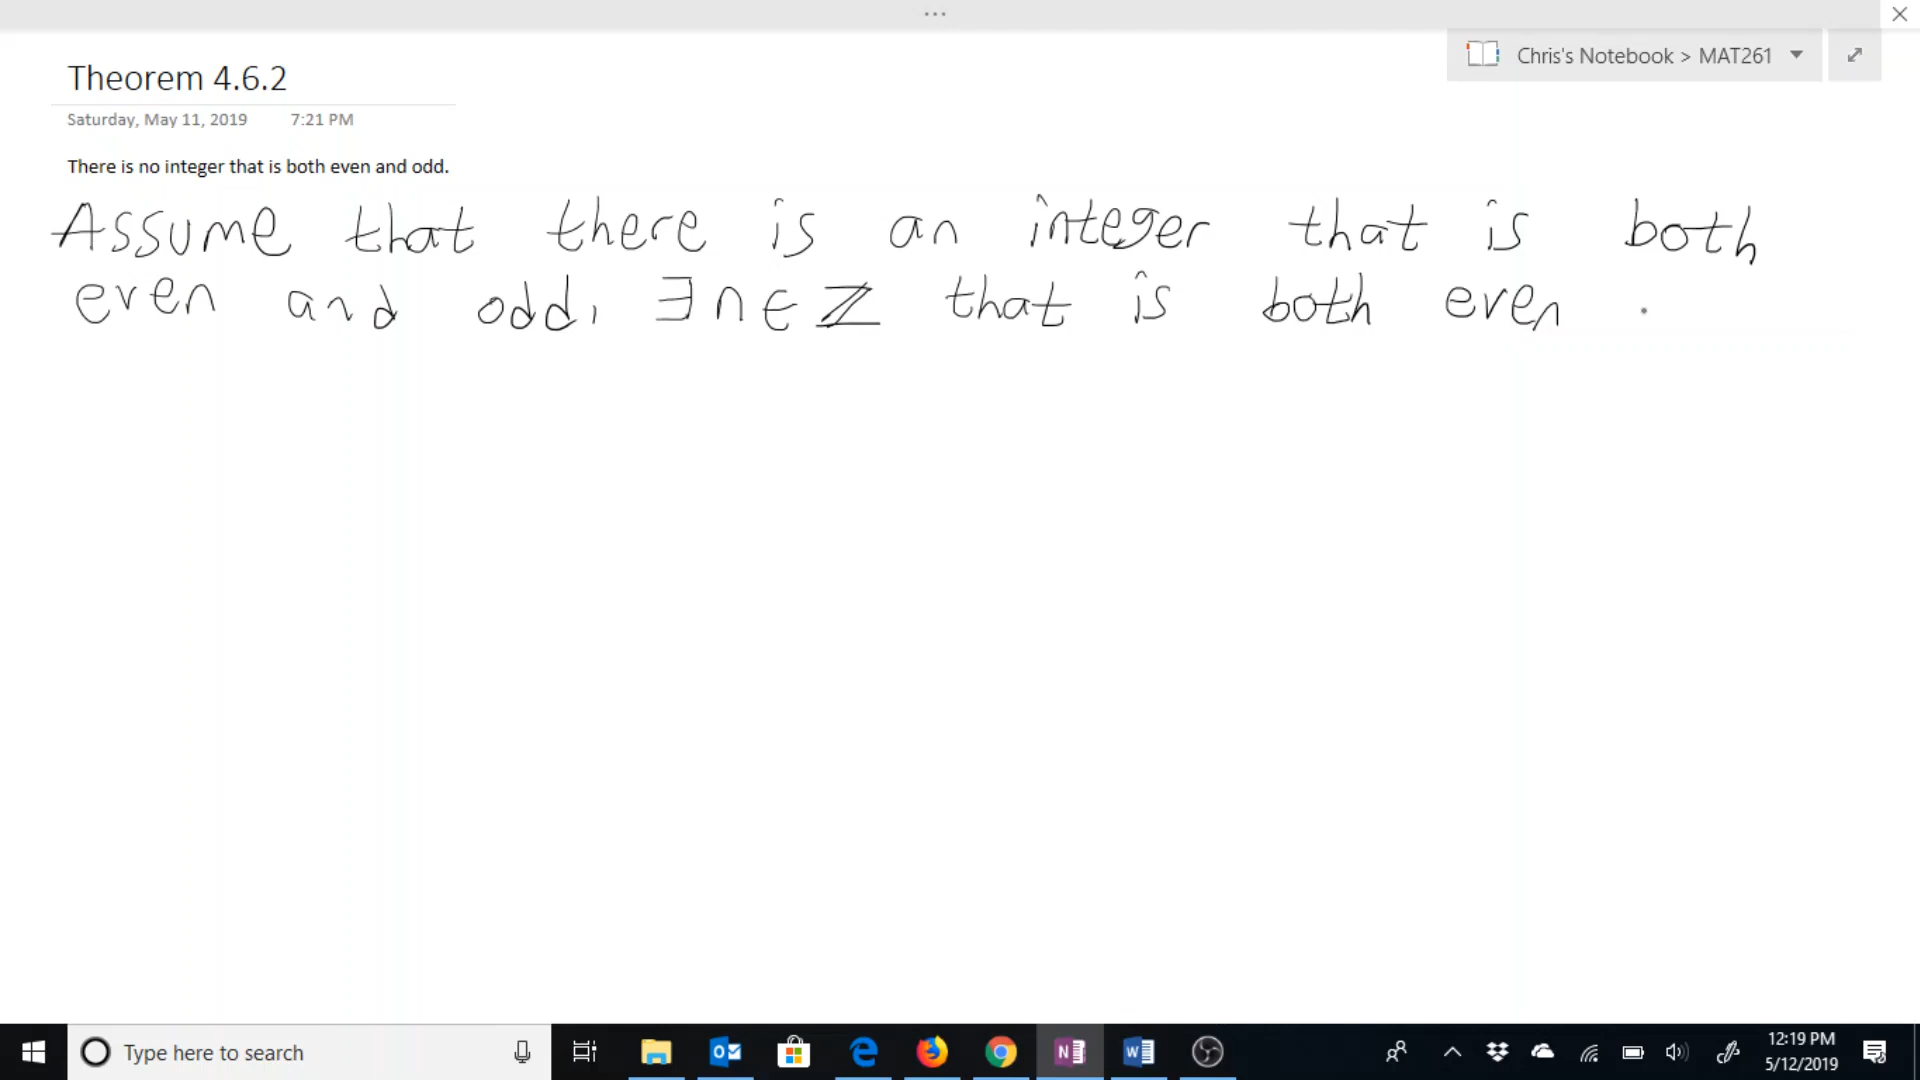 ...
Chris's Notebook > MAT261
Theorem 4.6.2
Saturday, May 11, 2019 7:21 PM
There is no integer that is both even and odd.
Assume that there is an integer that is both
even and odd, ∃n∈ℤ that is both even
Type here to search
12:19 PM
5/12/2019